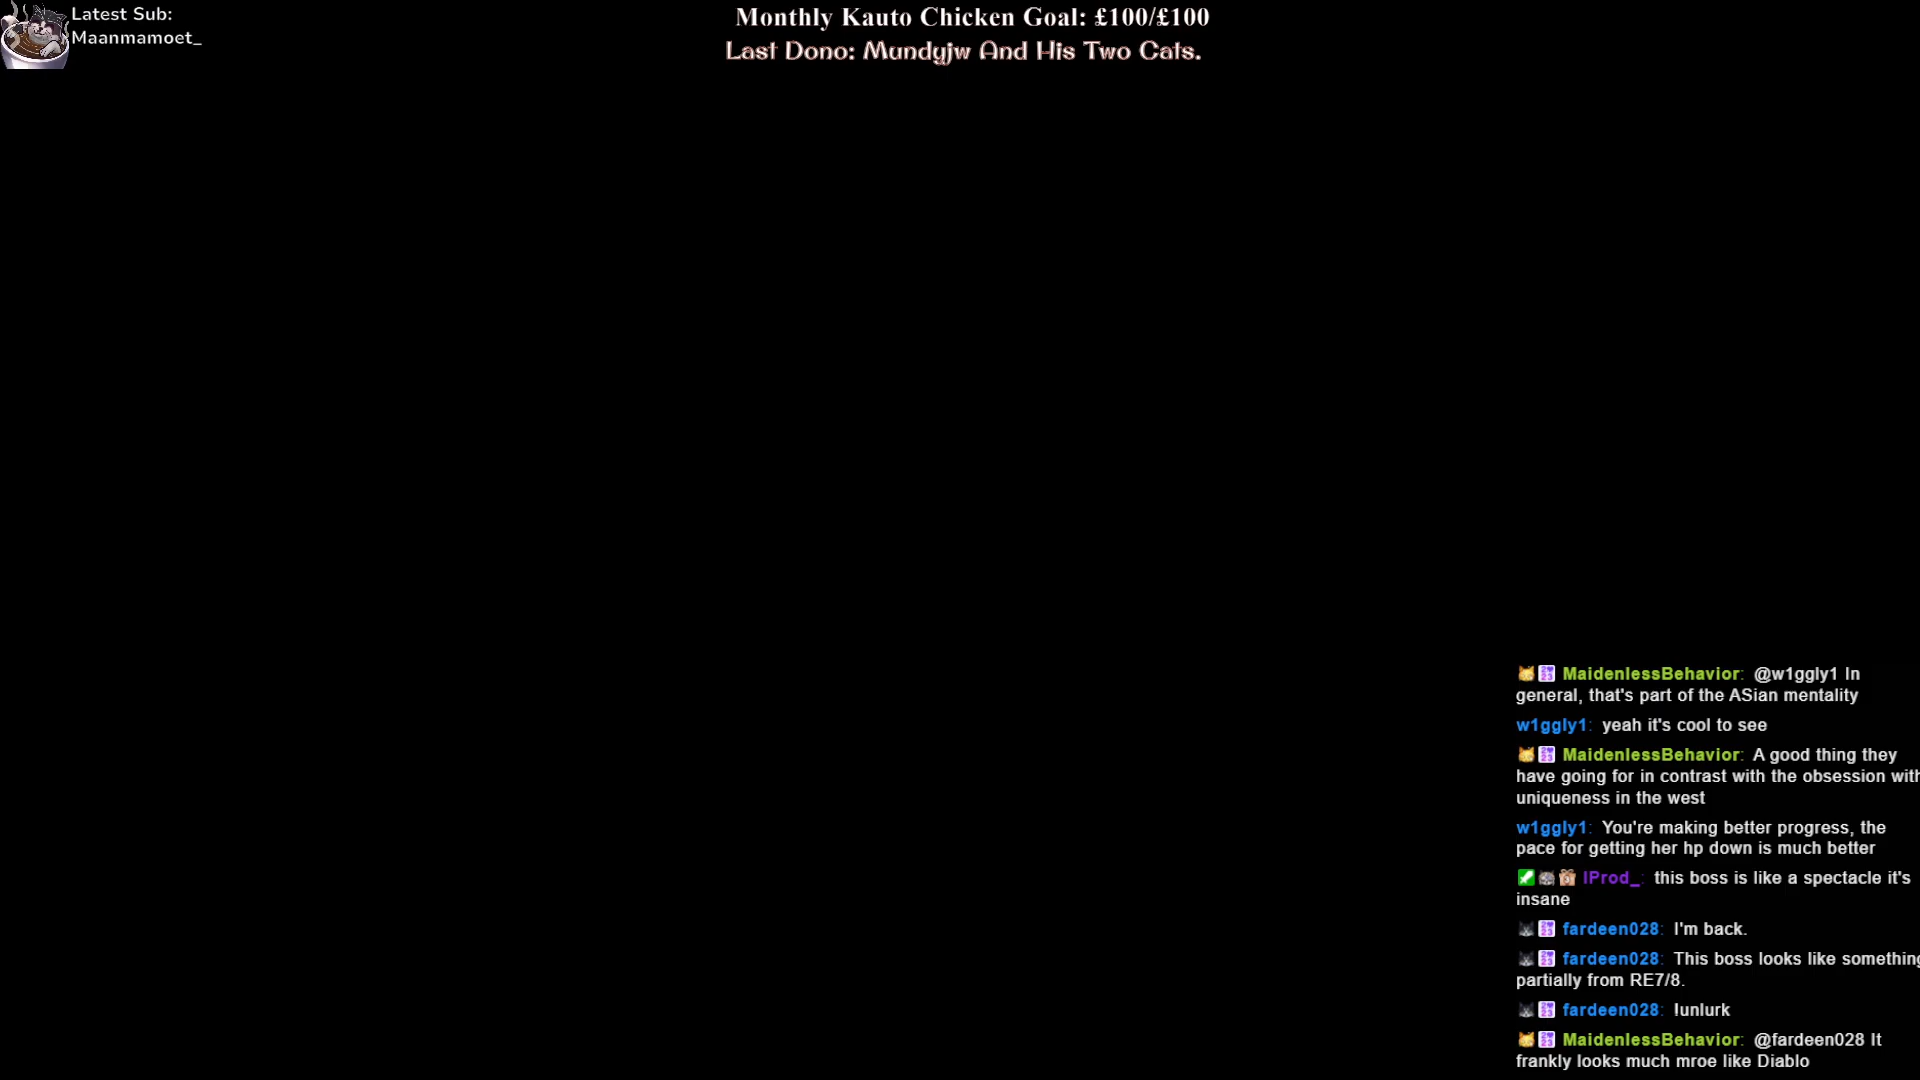 Latest Sub:
Maanmamoet_
Monthly Kauto Chicken Goal: £100/£100
Last Dono: Mundyjw And His Two Cats.
MaidenlessBehavior: @w1ggly1 In
general, that's part of the ASian mentality
w1ggly1: yeah it's cool to see
MaidenlessBehavior: A good thing they
have going for in contrast with the obsession with
uniqueness in the west
w1ggly1: You're making better progress, the
pace for getting her hp down is much better
IProd_: this boss is like a spectacle it's
insane
fardeen028: I'm back.
fardeen028: This boss looks like something
partially from RE7/8.
fardeen028: !unlurk
MaidenlessBehavior: @fardeen028 It
frankly looks much mroe like Diablo